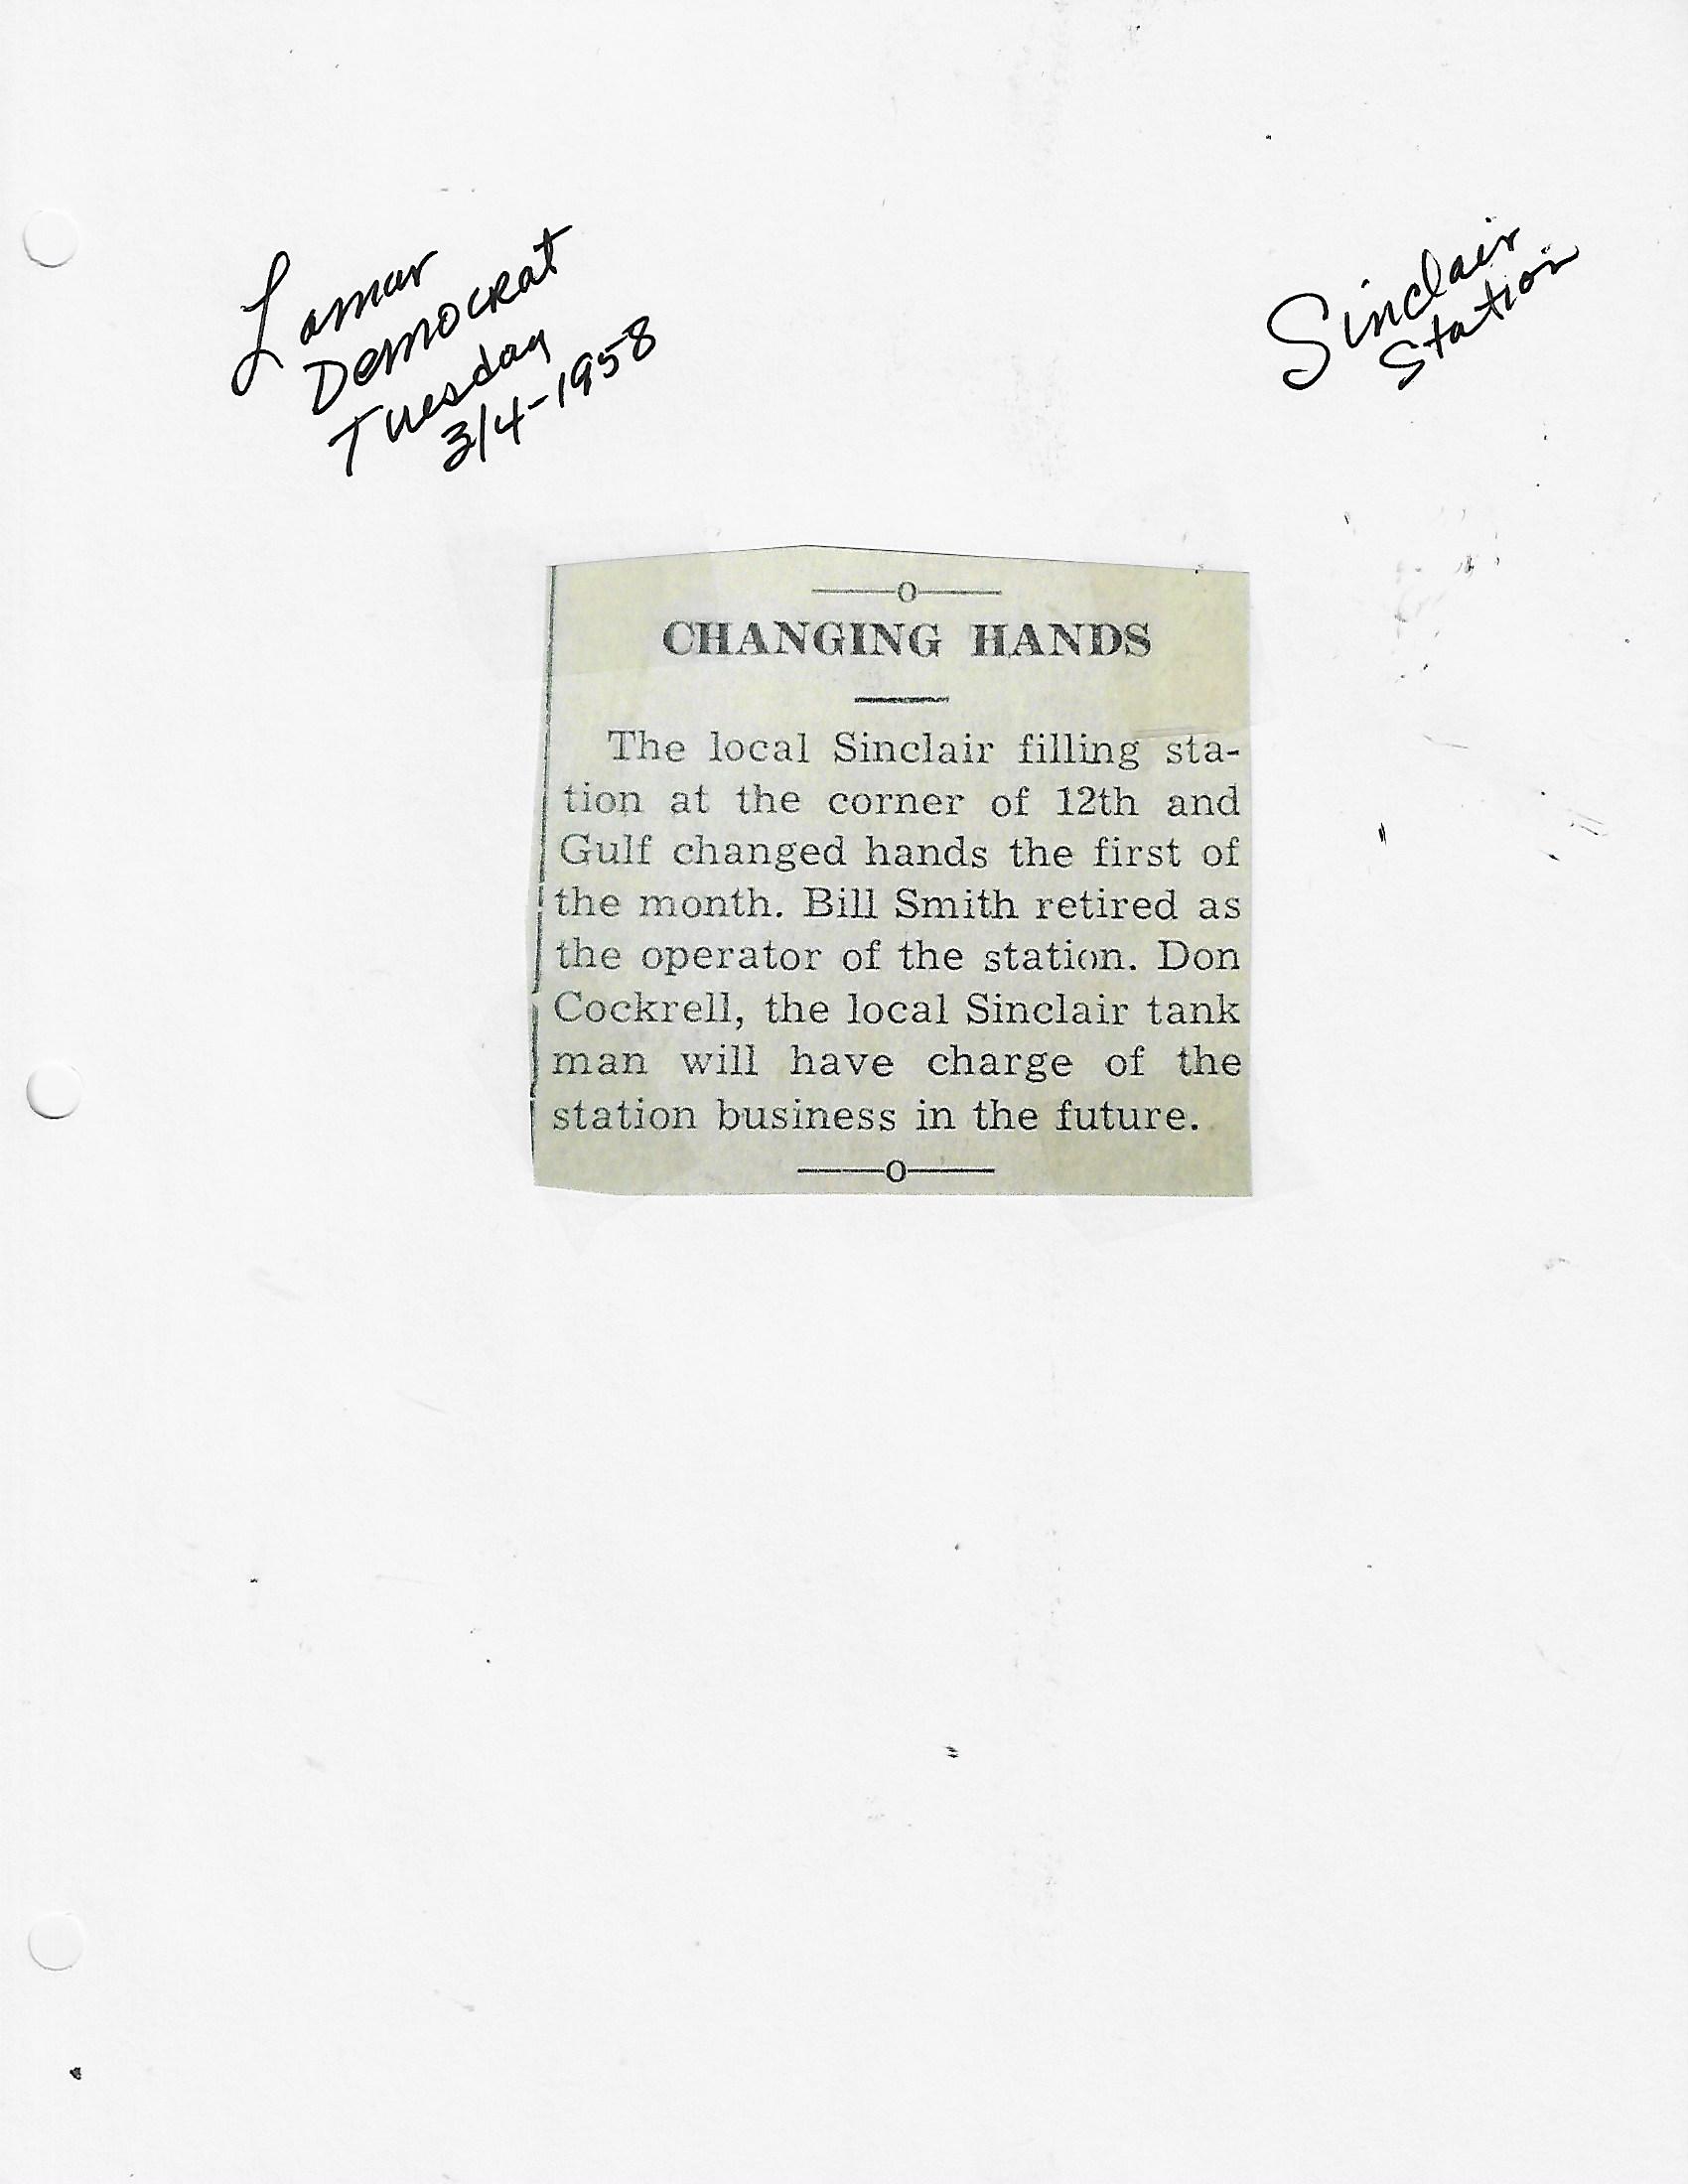 Lamar
Democrat
Tuesday
3/4-1958
Sinclair
Station
—o—
CHANGING HANDS
The local Sinclair filling sta-
tion at the corner of 12th and
Gulf changed hands the first of
the month. Bill Smith retired as
the operator of the station. Don
Cockrell, the local Sinclair tank
man will have charge of the
station business in the future.
—o—